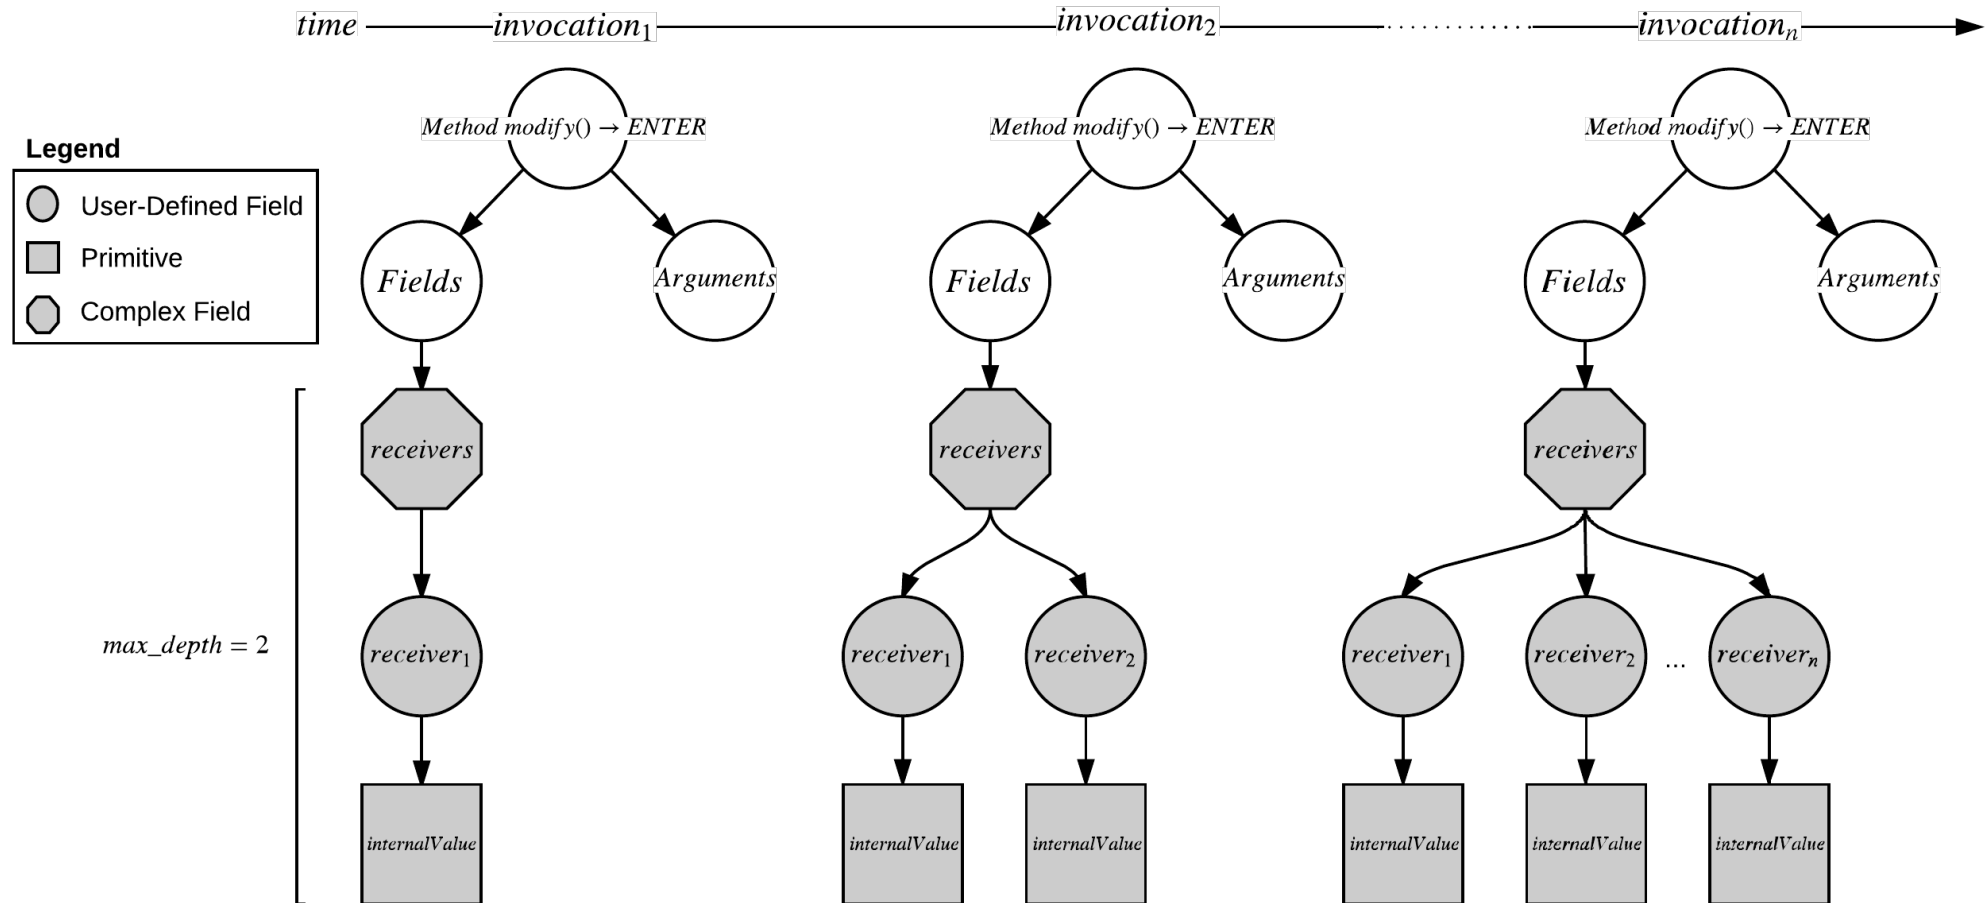 time invocation₁ invocation₂ invocationₙ
Method modify() → ENTER Method modify() → ENTER Method modify() → ENTER
Legend
User-Defined Field
Primitive
Complex Field
Fields Arguments Fields Arguments Fields Arguments
receivers receivers receivers
max_depth = 2
receiver₁ receiver₁ receiver₂ receiver₁ receiver₂ ... receiverₙ
internalValue internalValue internalValue internalValue internalValue internalValue